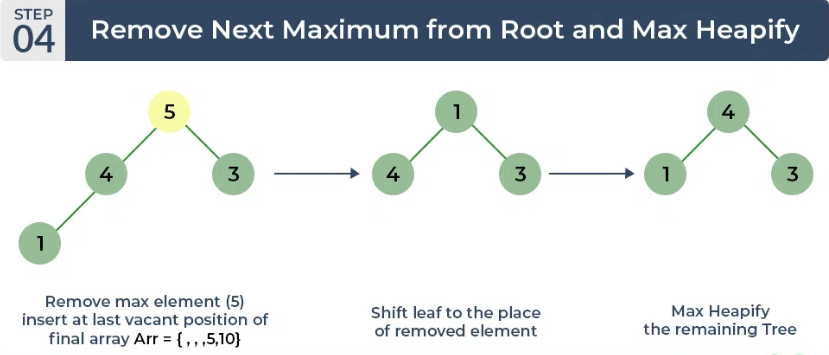 STEP
04
Remove Next Maximum from Root and Max Heapify
5
4
3
1
1
4
3
4
1
3
Remove max element (5)
insert at last vacant position of
final array Arr = { , , ,5,10}
Shift leaf to the place
of removed element
Max Heapify
the remaining Tree